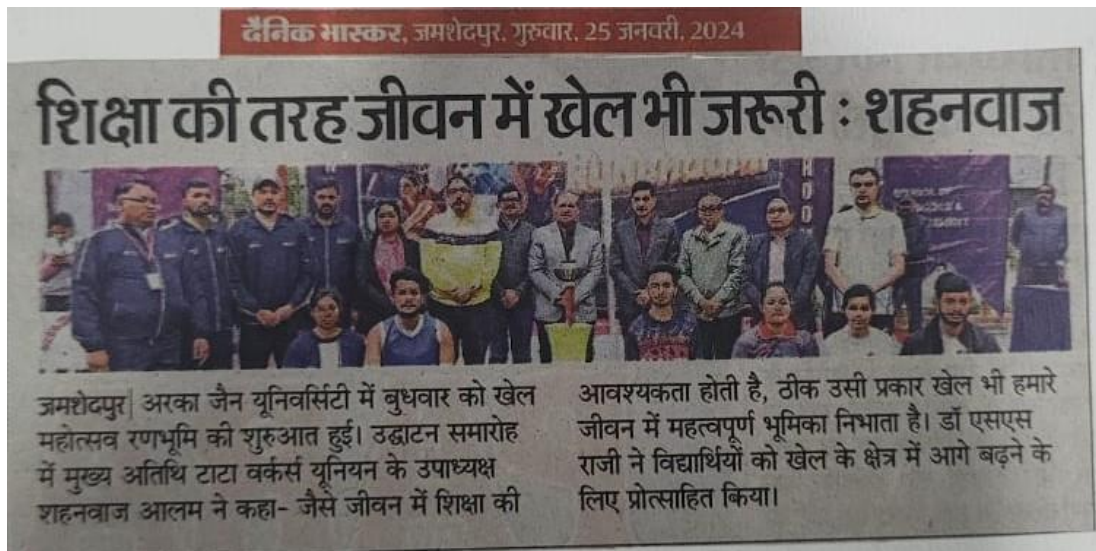 दैनिक भास्कर, जमशेदपुर, गुरुवार, 25 जनवरी, 2024
शिक्षा की तरह जीवन में खेल भी जरूरी : शहनवाज
जमशेदपुर| अरका जैन यूनिवर्सिटी में बुधवार को खेल
महोत्सव रणभूमि की शुरुआत हुई। उद्घाटन समारोह
में मुख्य अतिथि टाटा वर्कर्स यूनियन के उपाध्यक्ष
शहनवाज आलम ने कहा- जैसे जीवन में शिक्षा की
आवश्यकता होती है, ठीक उसी प्रकार खेल भी हमारे
जीवन में महत्वपूर्ण भूमिका निभाता है। डॉ एसएस
राजी ने विद्यार्थियों को खेल के क्षेत्र में आगे बढ़ने के
लिए प्रोत्साहित किया।